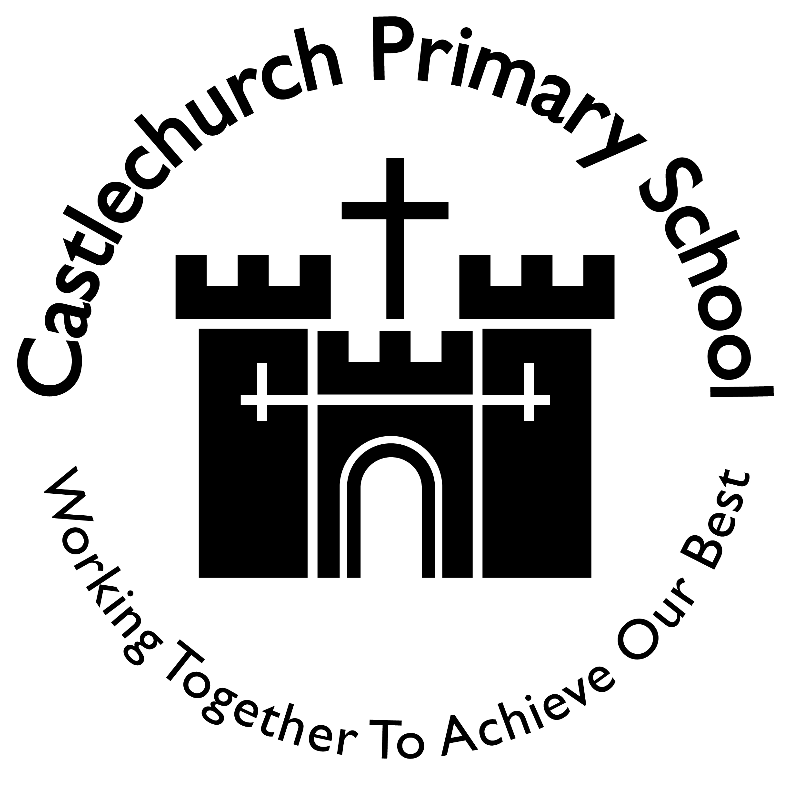 Castlechurch Primary School
Working Together To Achieve Our Best